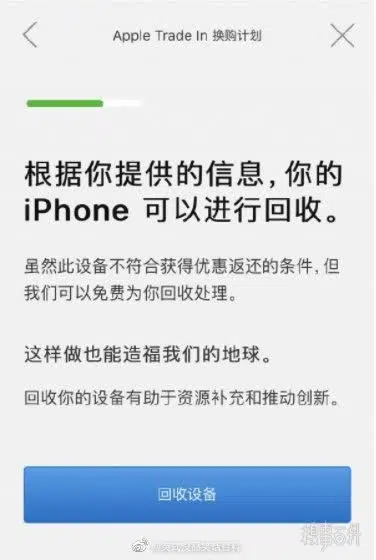 Apple Trade In 换购计划
根据你提供的信息，你的
iPhone 可以进行回收。
虽然此设备不符合获得优惠返还的条件，但
我们可以免费为你回收处理。
这样做也能造福我们的地球。
回收你的设备有助于资源补充和推动创新。
回收设备